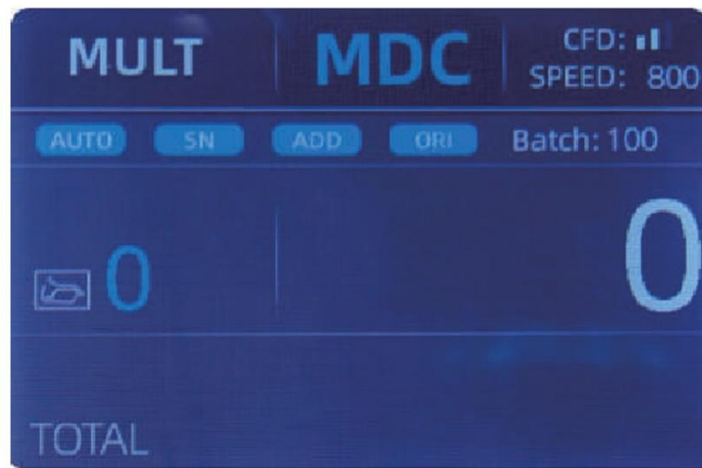 MULT MDC CFD:
SPEED: 800
AUTO SN ADD ORI Batch: 100
0 0
TOTAL